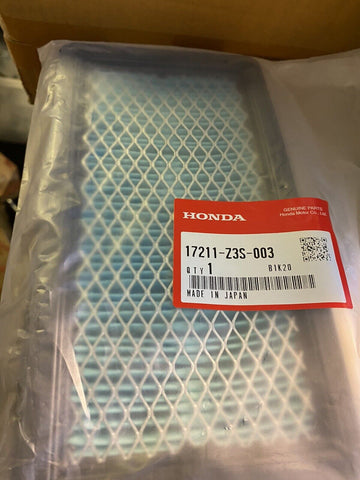 HONDA
GENUINE PARTS
Honda Motor Co., Ltd.
17211-Z3S-003
QTY 1 B1K20
MADE IN JAPAN